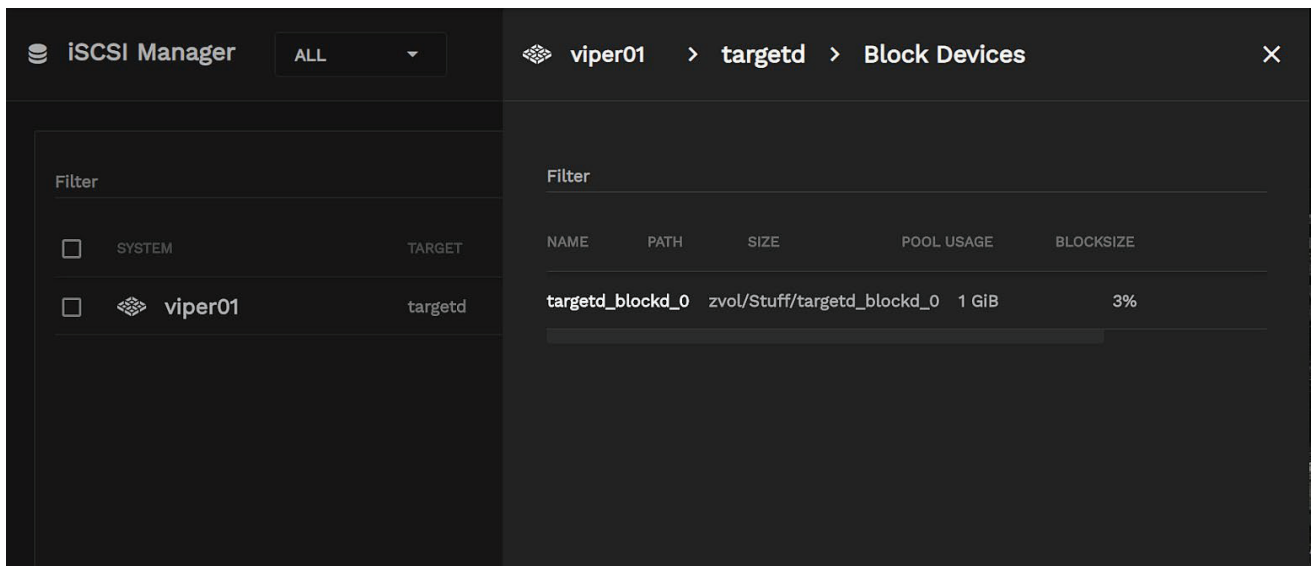 iSCSI Manager ALL
viper01 > targetd > Block Devices
Filter
SYSTEM TARGET
viper01 targetd
Filter
NAME PATH SIZE POOL USAGE BLOCKSIZE
targetd_blockd_0 zvol/Stuff/targetd_blockd_0 1 GiB 3%